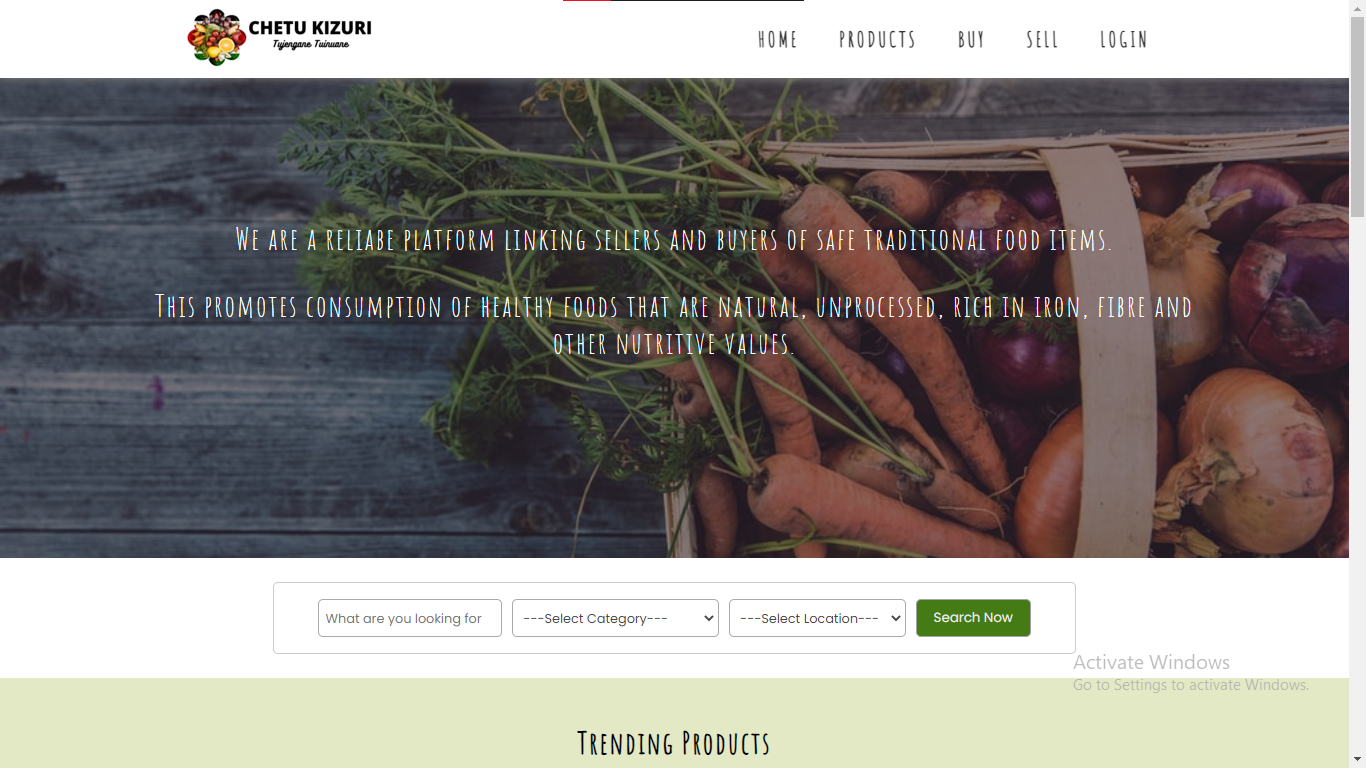 CHETU KIZURI
Tujengane Tuinuane
HOME PRODUCTS BUY SELL LOGIN
WE ARE A RELIABE PLATFORM LINKING SELLERS AND BUYERS OF SAFE TRADITIONAL FOOD ITEMS.
THIS PROMOTES CONSUMPTION OF HEALTHY FOODS THAT ARE NATURAL, UNPROCESSED, RICH IN IRON, FIBRE AND
OTHER NUTRITIVE VALUES.
What are you looking for ---Select Category--- ---Select Location--- Search Now
Activate Windows
Go to Settings to activate Windows.
TRENDING PRODUCTS